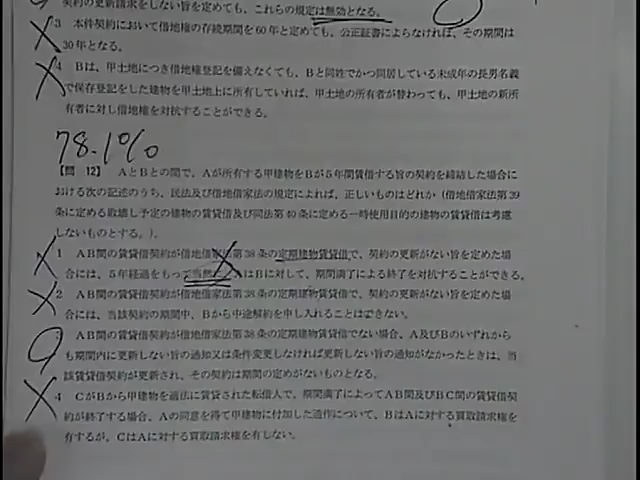 契約の更新請求をしない旨を定めても、これらの規定は無効となる。
3 本件契約において借地権の存続期間を60年と定めても、公正証書によらなければ、その期間は
30年となる。
4 Bは、甲土地につき借地権登記を備えなくても、Bと同姓でかつ同居している未成年の長男名義
で保存登記をした建物を甲土地上に所有していれば、甲土地の所有者が替わっても、甲土地の新所
有者に対し借地権を対抗することができる。
78.1%
【問 12】 AとBとの間で、Aが所有する甲建物をBが5年間賃借する旨の契約を締結した場合に
おける次の記述のうち、民法及び借地借家法の規定によれば、正しいものはどれか（借地借家法第39
条に定める取壊し予定の建物の賃貸借及び同法第40条に定める一時使用目的の建物の賃貸借は考慮
しないものとする。）。
1 AB間の賃貸借契約が借地借家法第38条の定期建物賃貸借で、契約の更新がない旨を定めた場
合には、5年経過をもって当然に、AはBに対して、期間満了による終了を対抗することができる。
2 AB間の賃貸借契約が借地借家法第38条の定期建物賃貸借で、契約の更新がない旨を定めた場
合には、当該契約の期間中、Bから中途解約を申し入れることはできない。
AB間の賃貸借契約が借地借家法第38条の定期建物賃貸借でない場合、A及びBのいずれから
も期間内に更新しない旨の通知又は条件変更しなければ更新しない旨の通知がなかったときは、当
該賃貸借契約が更新され、その契約は期間の定めがないものとなる。
4 CがBから甲建物を適法に賃貸された転借人で、期間満了によってAB間及びBC間の賃貸借契
約が終了する場合、Aの同意を得て甲建物に付加した造作について、BはAに対する買取請求権を
有するが、CはAに対する買取請求権を有しない。